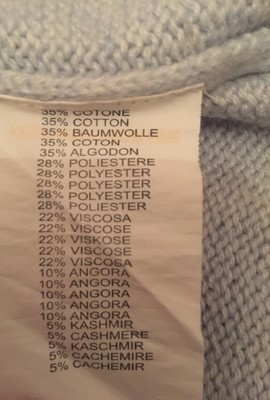 35% COTONE
35% COTTON
35% BAUMWOLLE
35% COTON
35% ALGODON
28% POLIESTERE
28% POLYESTER
28% POLYESTER
28% POLYESTER
28% POLIESTER
22% VISCOSA
22% VISCOSE
22% VISKOSE
22% VISCOSE
22% VISCOSA
10% ANGORA
10% ANGORA
10% ANGORA
10% ANGORA
10% ANGORA
5% KASHMIR
5% CASHMERE
5% KASCHMIR
5% CACHEMIRE
5% CACHEMIR